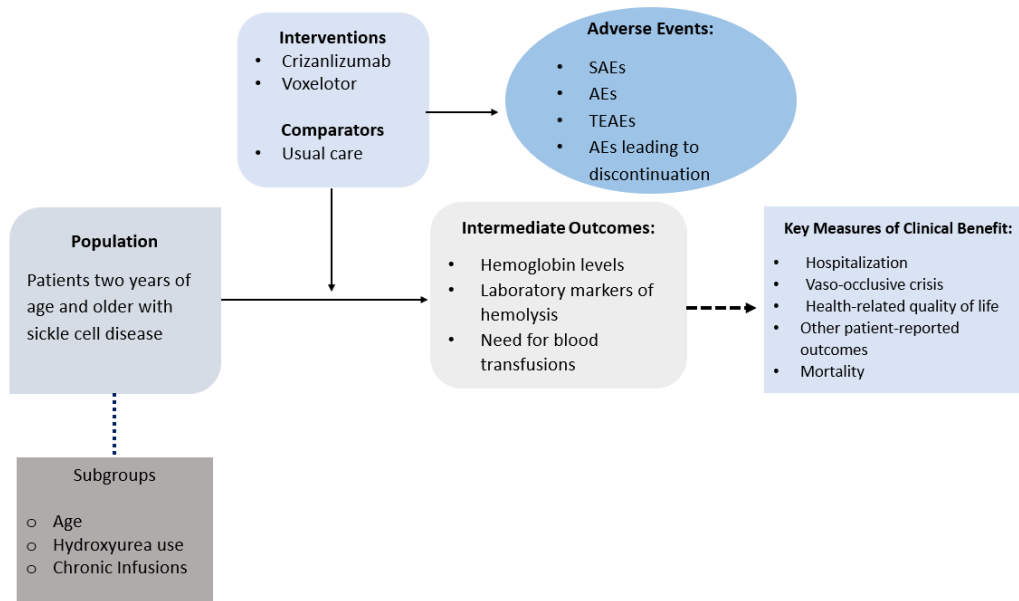 Interventions
• Crizanlizumab
• Voxelotor
Comparators
• Usual care
Adverse Events:
• SAEs
• AEs
• TEAEs
• AEs leading to
discontinuation
Population
Patients two years of
age and older with
sickle cell disease
Intermediate Outcomes:
• Hemoglobin levels
• Laboratory markers of
hemolysis
• Need for blood
transfusions
Key Measures of Clinical Benefit:
• Hospitalization
• Vaso-occlusive crisis
• Health-related quality of life
• Other patient-reported
outcomes
• Mortality
Subgroups
o Age
o Hydroxyurea use
o Chronic Infusions